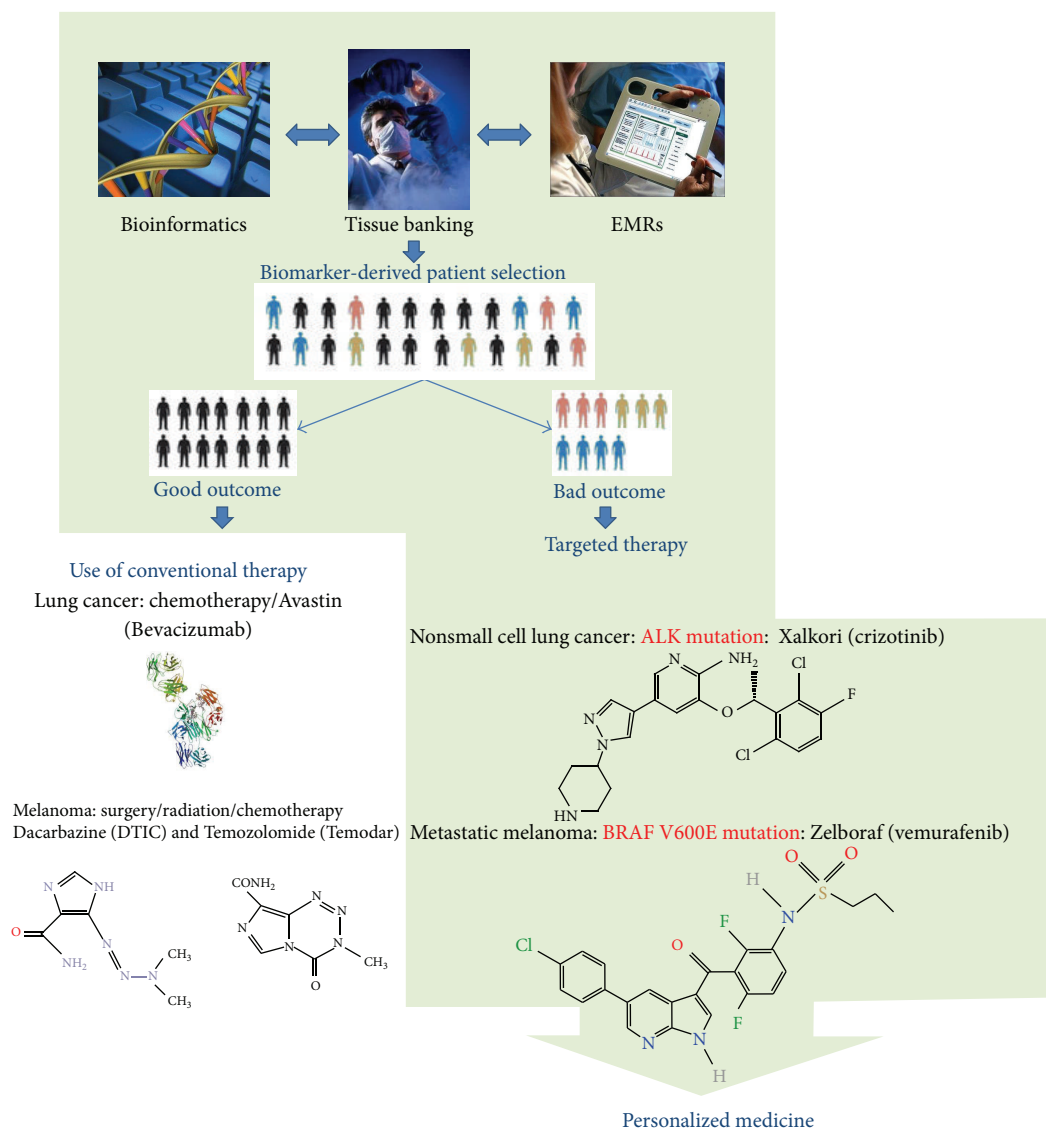 Bioinformatics
Tissue banking
EMRs
Biomarker-derived patient selection
Good outcome
Bad outcome
Targeted therapy
Use of conventional therapy
Lung cancer: chemotherapy/Avastin
(Bevacizumab)
Nonsmall cell lung cancer: ALK mutation: Xalkori (crizotinib)
N
NH2
Cl
F
O
N
N
Cl
HN
Melanoma: surgery/radiation/chemotherapy
Dacarbazine (DTIC) and Temozolomide (Temodar)
Metastatic melanoma: BRAF V600E mutation: Zelboraf (vemurafenib)
N
NH
O
NH2
N
N
N
CH3
CH3
CONH2
N
N
N
N
N
CH3
O
O
O
H
S
N
F
Cl
O
F
N
N
H
Personalized medicine